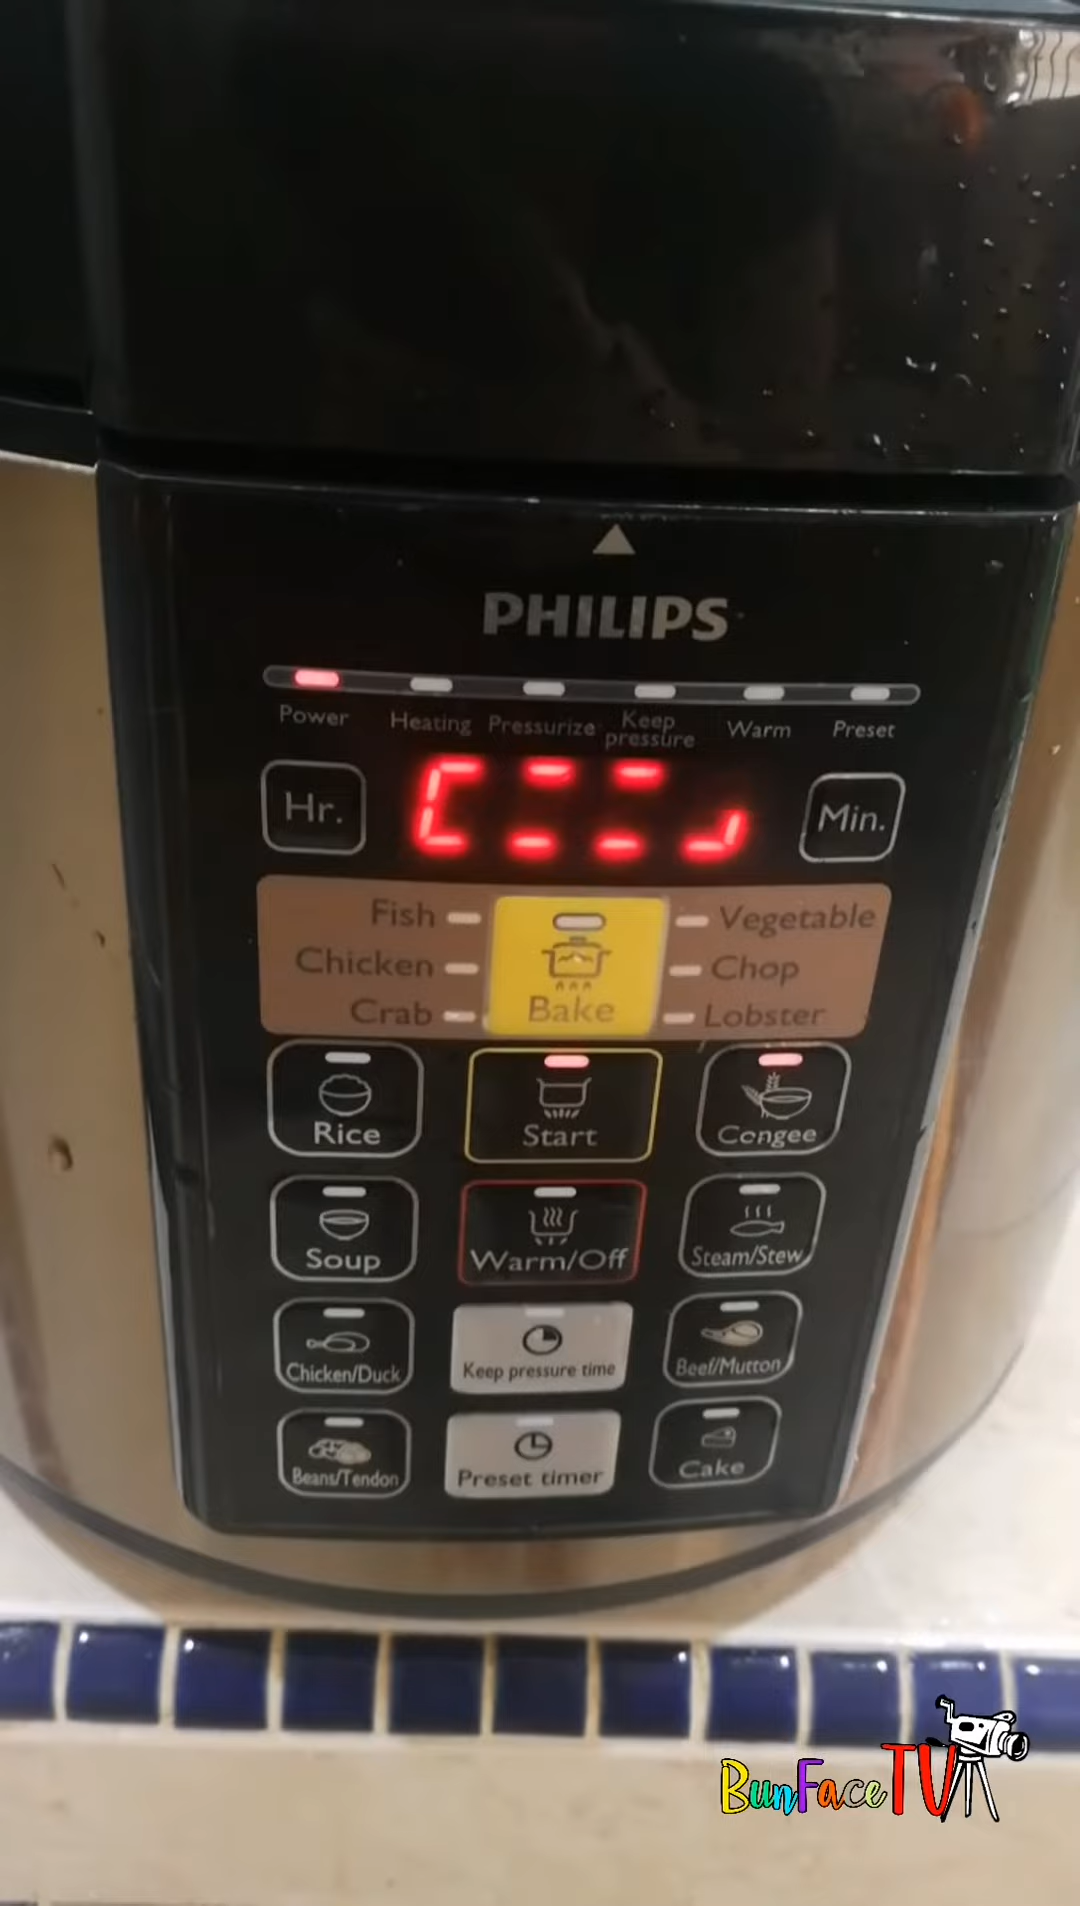 PHILIPS
Power Heating Pressurize Keep pressure Warm Preset
Hr. Min.
Fish Vegetable
Chicken Chop
Crab Bake Lobster
Rice Start Congee
Soup Warm/Off Steam/Stew
Chicken/Duck Keep pressure time Beef/Mutton
Beans/Tendon Preset timer Cake
BunFaceTV